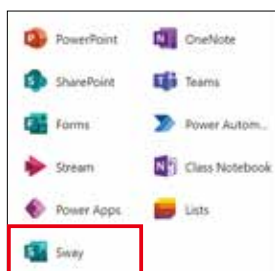 PowerPoint OneNote
SharePoint Teams
Forms Power Autom...
Stream Class Notebook
Power Apps Lists
Sway